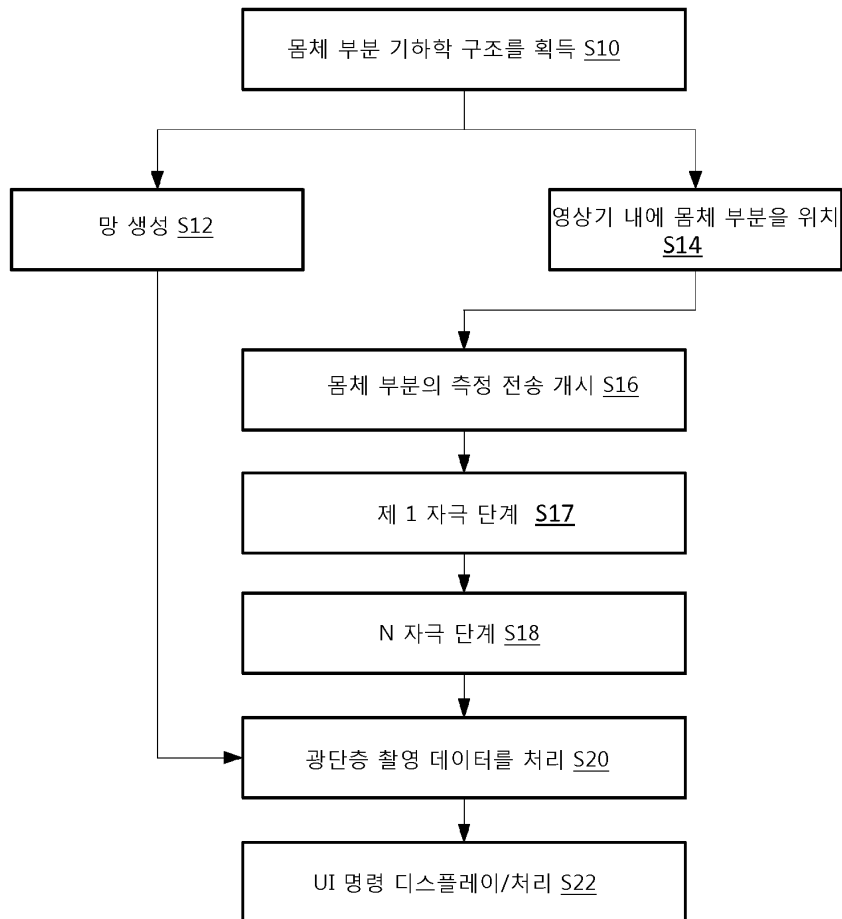 몸체 부분 기하학 구조를 획득 S10
망 생성 S12
영상기 내에 몸체 부분을 위치
S14
몸체 부분의 측정 전송 개시 S16
제 1 자극 단계 S17
N 자극 단계 S18
광단층 촬영 데이터를 처리 S20
UI 명령 디스플레이/처리 S22